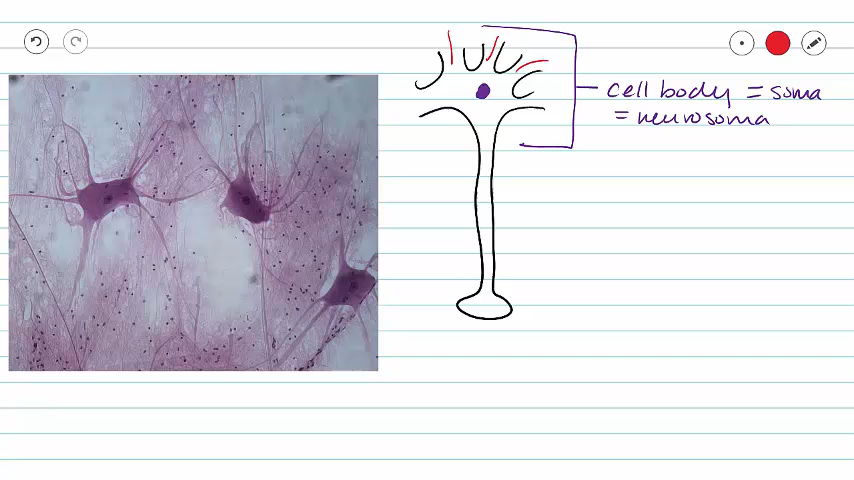 cell body = soma
= neurosoma